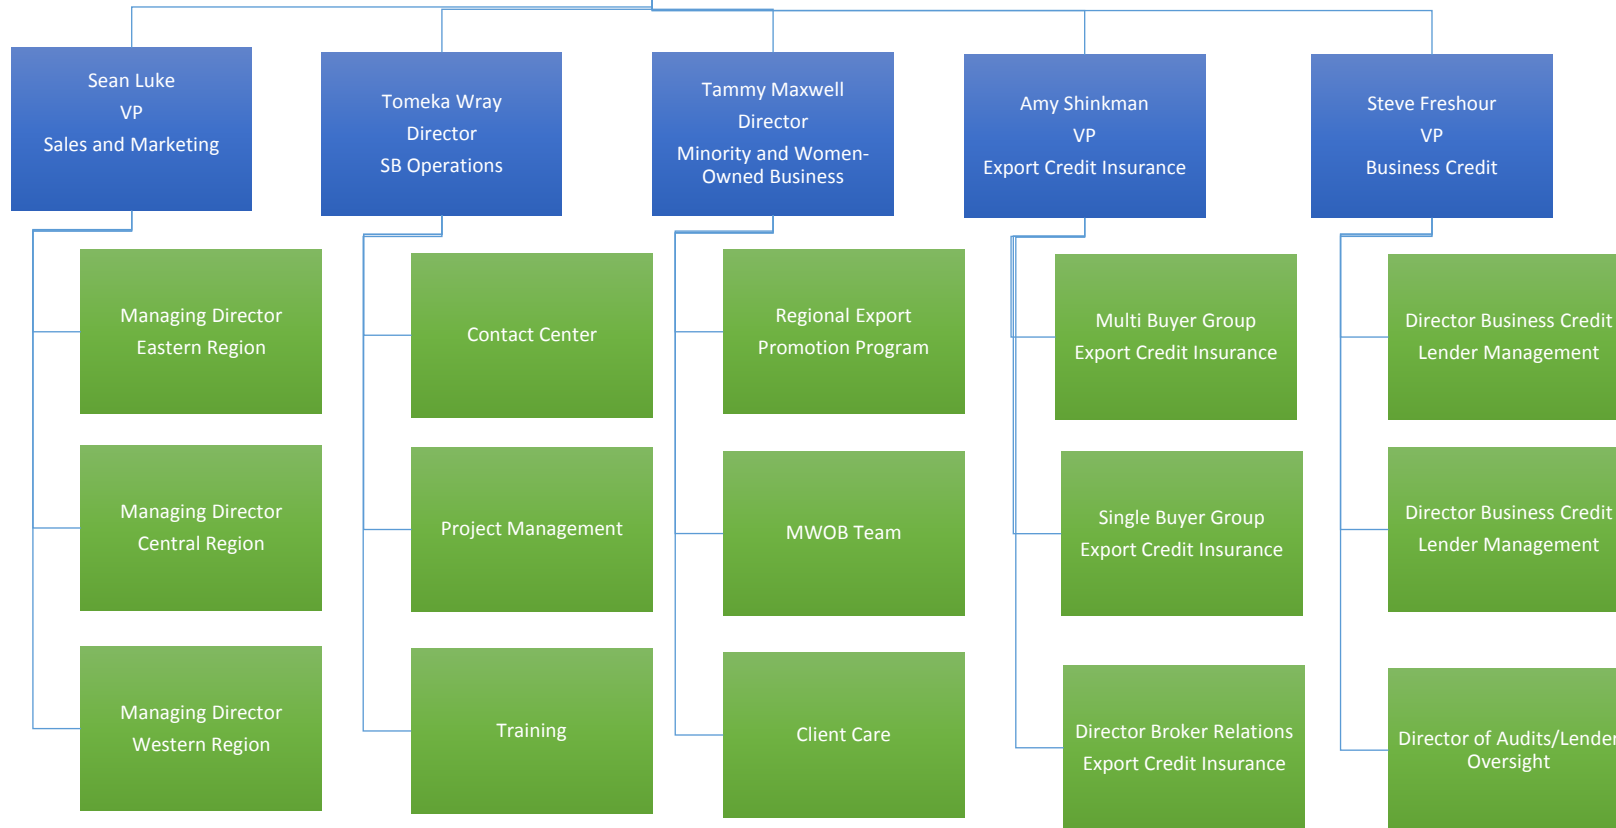 Sean Luke
VP
Sales and Marketing
Tomeka Wray
Director
SB Operations
Tammy Maxwell
Director
Minority and Women-
Owned Business
Amy Shinkman
VP
Export Credit Insurance
Steve Freshour
VP
Business Credit
Managing Director
Eastern Region
Contact Center
Regional Export
Promotion Program
Multi Buyer Group
Export Credit Insurance
Director Business Credit
Lender Management
Managing Director
Central Region
Project Management
MWOB Team
Single Buyer Group
Export Credit Insurance
Director Business Credit
Lender Management
Managing Director
Western Region
Training
Client Care
Director Broker Relations
Export Credit Insurance
Director of Audits/Lender
Oversight